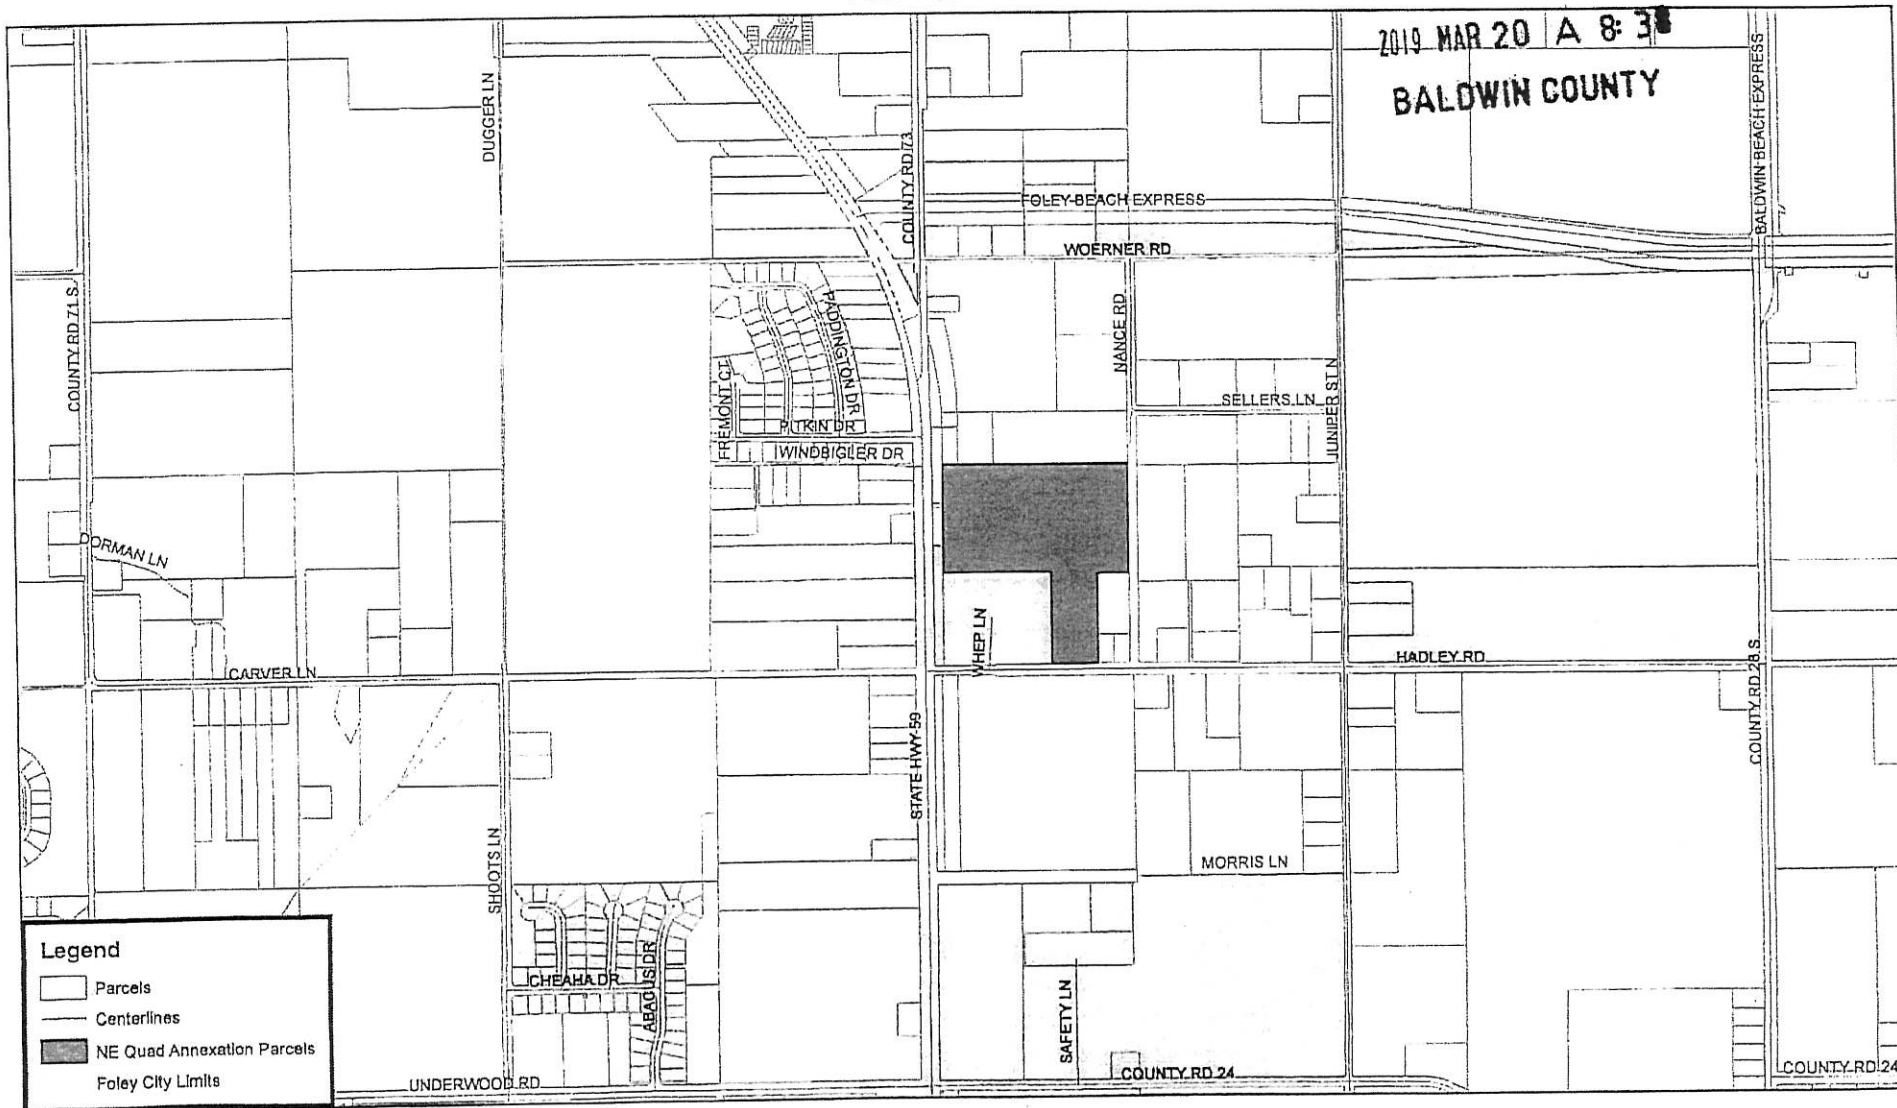 2019 MAR 20 A 8: 3
BALDWIN COUNTY
DUGGER LN
COUNTY RD 73
BALDWIN BEACH EXPRESS
FOLEY BEACH EXPRESS
WOERNER RD
COUNTY RD 71 S
NANCE RD
PADDINGTON DR
FREMONT CT
SELLERS LN
JUNIPER ST N
PITKIN DR
WINDBIGLER DR
DORMAN LN
WHEP LN
CARVER LN
HADLEY RD
COUNTY RD 28 S
STATE HWY 59
SHOOTS LN
MORRIS LN
CHEAHA DR
ABACUS DR
SAFETY LN
UNDERWOOD RD
COUNTY RD 24
COUNTY RD 24
Legend
Parcels
Centerlines
NE Quad Annexation Parcels
Foley City Limits